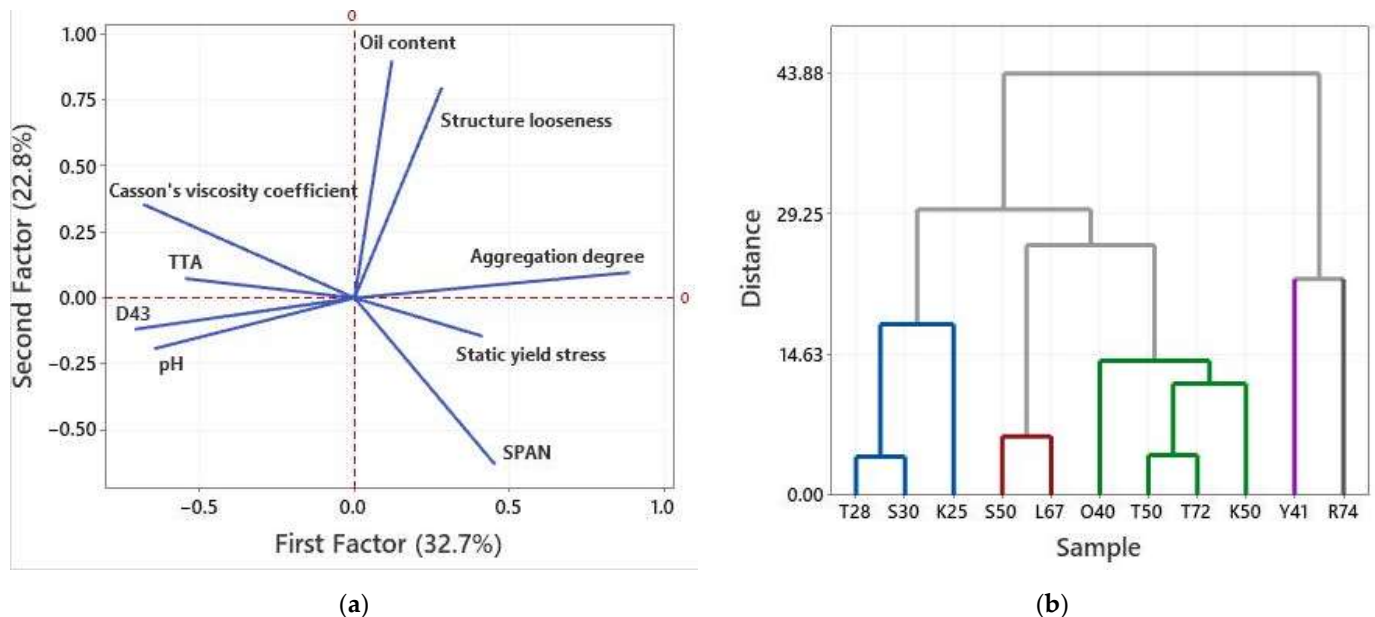 0
1.00
Oil content
0.75
Structure looseness
0.50
Casson's viscosity coefficient
0.25
Aggregation degree
TTA
0.00
0
D43
Static yield stress
pH
−0.25
−0.50
SPAN
−0.5
0.0
0.5
1.0
Second Factor (22.8%)
First Factor (32.7%)
(a)
43.88
29.25
14.63
0.00
Distance
T28 S30 K25 S50 L67 O40 T50 T72 K50 Y41 R74
Sample
(b)